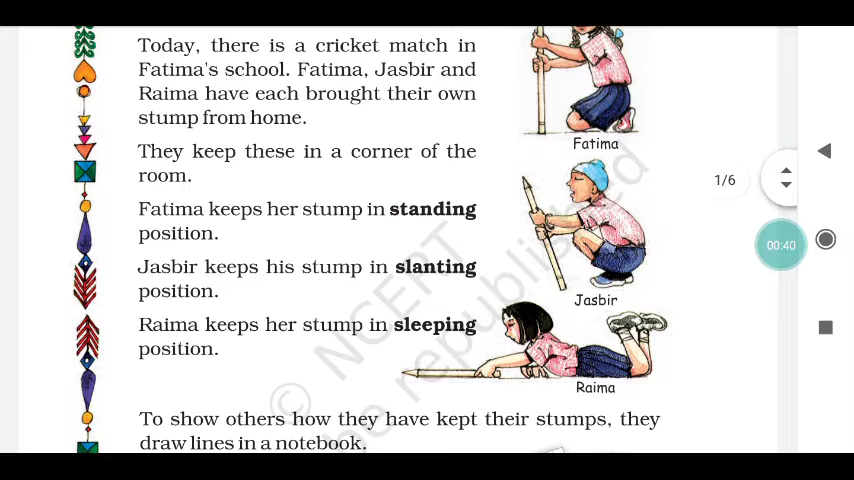 Today, there is a cricket match in
Fatima's school. Fatima, Jasbir and
Raima have each brought their own
stump from home.
Fatima
They keep these in a corner of the
room.
1/6
Fatima keeps her stump in standing
position.
00:40
Jasbir keeps his stump in slanting
position.
Jasbir
Raima keeps her stump in sleeping
position.
Raima
To show others how they have kept their stumps, they
draw lines in a notebook.
© NCERT
be republished